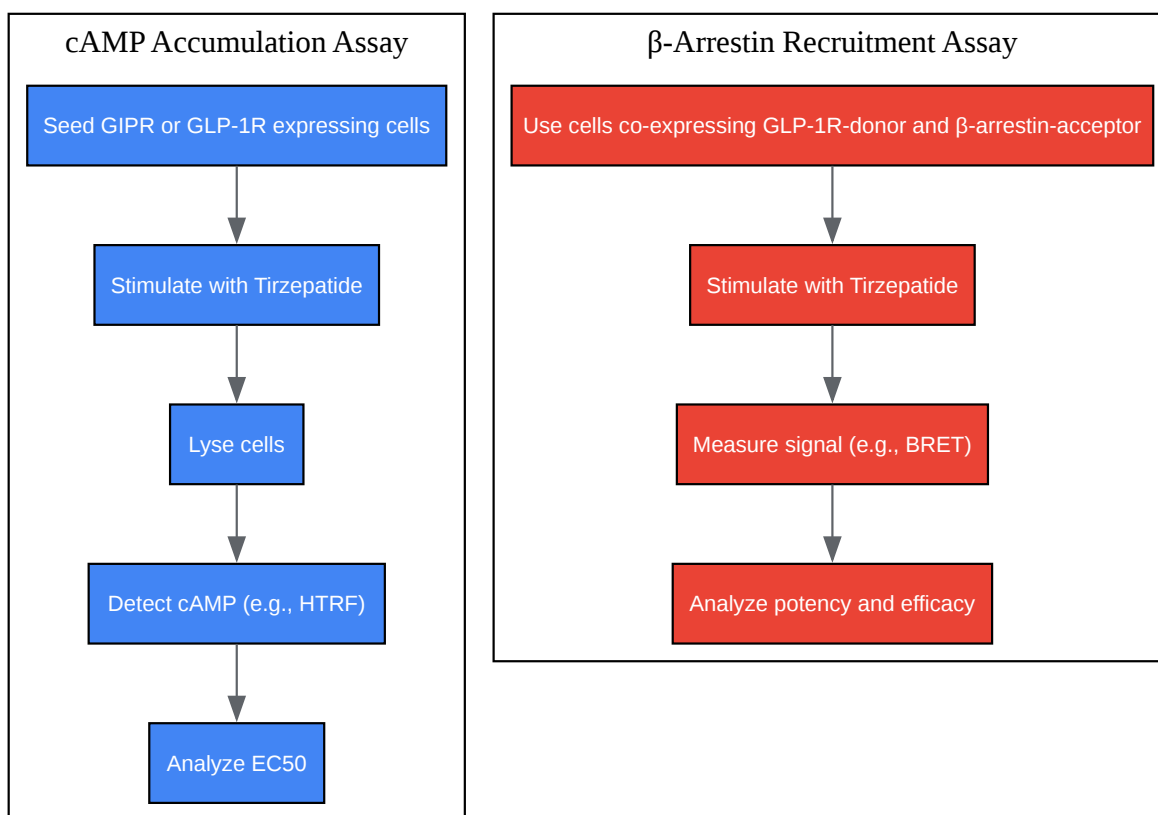 cAMP Accumulation Assay
Seed GIPR or GLP-1R expressing cells
Stimulate with Tirzepatide
Lyse cells
Detect cAMP (e.g., HTRF)
Analyze EC50
β-Arrestin Recruitment Assay
Use cells co-expressing GLP-1R-donor and β-arrestin-acceptor
Stimulate with Tirzepatide
Measure signal (e.g., BRET)
Analyze potency and efficacy